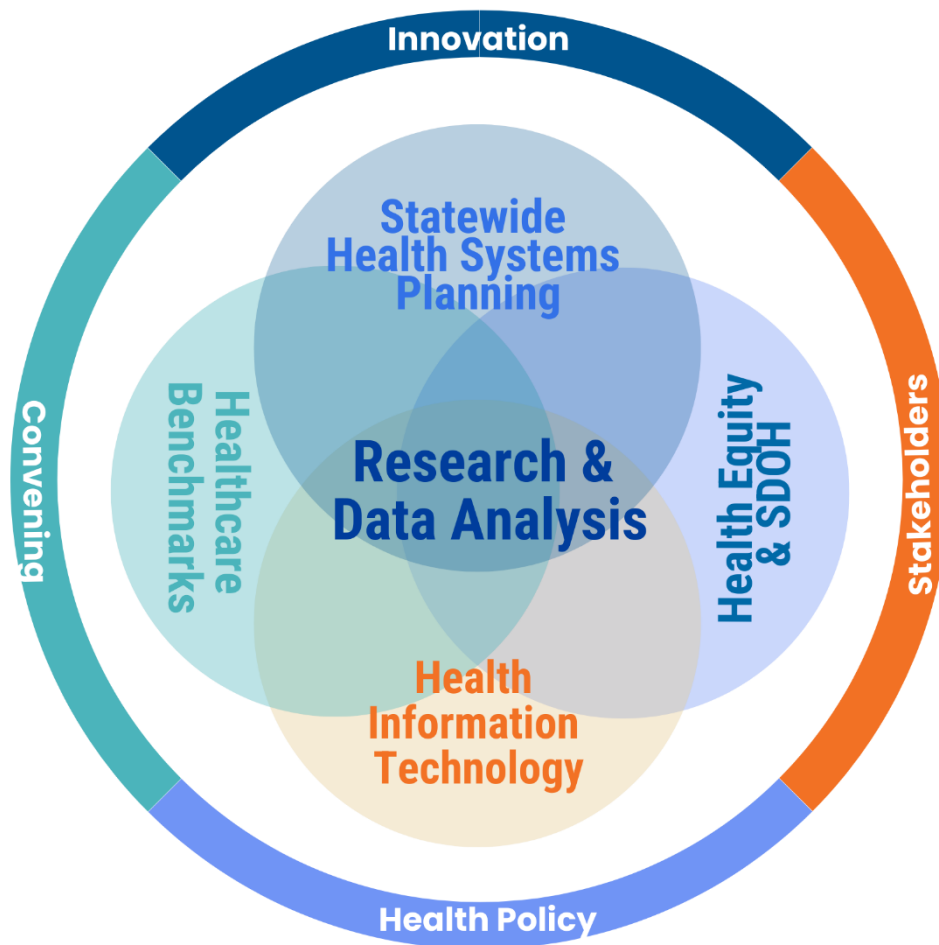 Innovation
Statewide
Health Systems
Planning
Convening
Healthcare
Benchmarks
Research &
Data Analysis
Health Equity
& SDOH
Stakeholders
Health
Information
Technology
Health Policy